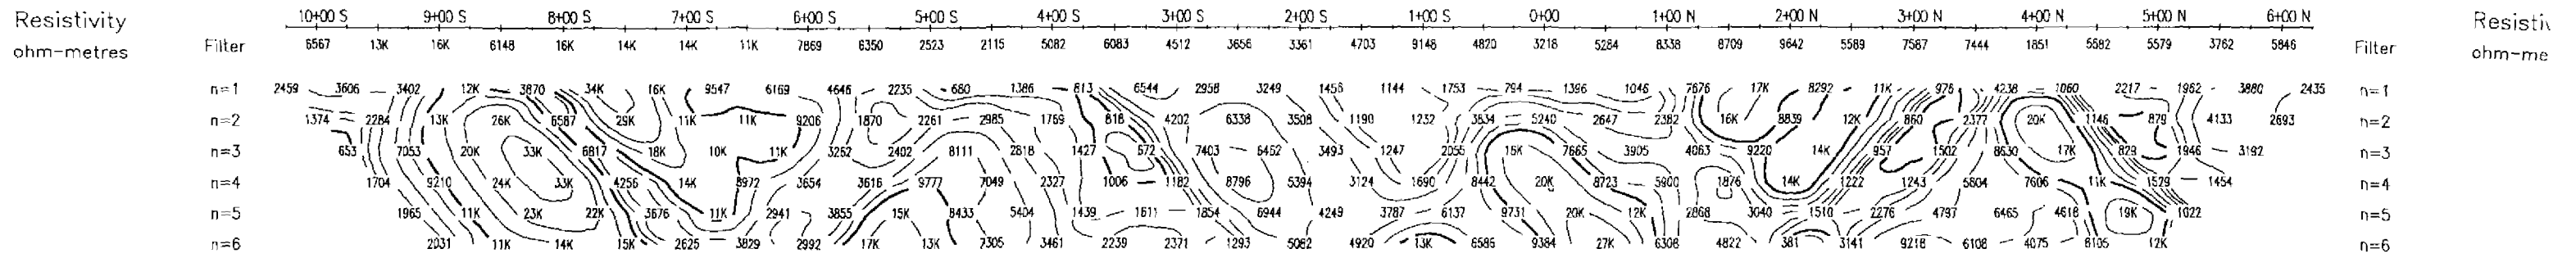 Resistivity 10+00 S 9+00 S 8+00 S 7+00 S 6+00 S 5+00 S 4+00 S 3+00 S 2+00 S 1+00 S 0+00 1+00 N 2+00 N 3+00 N 4+00 N 5+00 N 6+00 N Resistiv
ohm-metres Filter 6567 13K 16K 6148 16K 14K 14K 11K 7869 6350 2523 2115 5082 6083 4512 3656 3361 4703 9148 4820 3218 5284 8338 8709 9642 5589 7587 7444 1851 5582 5579 3762 5846 Filter ohm-me
n=1 2459 3606 3402 12K 3870 34K 16K 9547 6169 4646 2235 680 1386 813 6544 2958 3249 1456 1144 1753 794 1396 1046 7676 17K 8292 11K 976 4238 1060 2217 1962 3880 2435 n=1
n=2 1374 2284 13K 26K 6587 29K 11K 11K 9206 1870 2261 2985 1769 818 4202 6338 3508 1190 1232 3834 5240 2647 2382 16K 8839 12K 860 2377 20K 1146 879 4133 2693 n=2
n=3 653 7053 20K 33K 6817 18K 10K 11K 3262 2402 8111 2818 1427 572 7403 6452 3493 1247 2055 15K 7665 3905 4063 9220 14K 957 1502 8630 17K 829 1946 3192 n=3
n=4 1704 9210 24K 33K 4256 14K 8972 3654 3616 9777 7049 2327 1006 1182 8796 5394 3124 1690 8442 20K 8723 5900 1876 14K 1222 1243 5804 7606 11K 1529 1454 n=4
n=5 1965 11K 23K 22K 3676 11K 2941 3855 15K 8433 5404 1439 1611 1854 6944 4249 3787 6137 9731 20K 12K 2868 3040 1510 2276 4797 6465 4618 19K 1022 n=5
n=6 2031 11K 14K 15K 2625 3829 2992 17K 13K 7305 3461 2239 2371 1293 5082 4920 13K 6586 9384 27K 6308 4822 381 3141 9218 6108 4075 8105 12K n=6